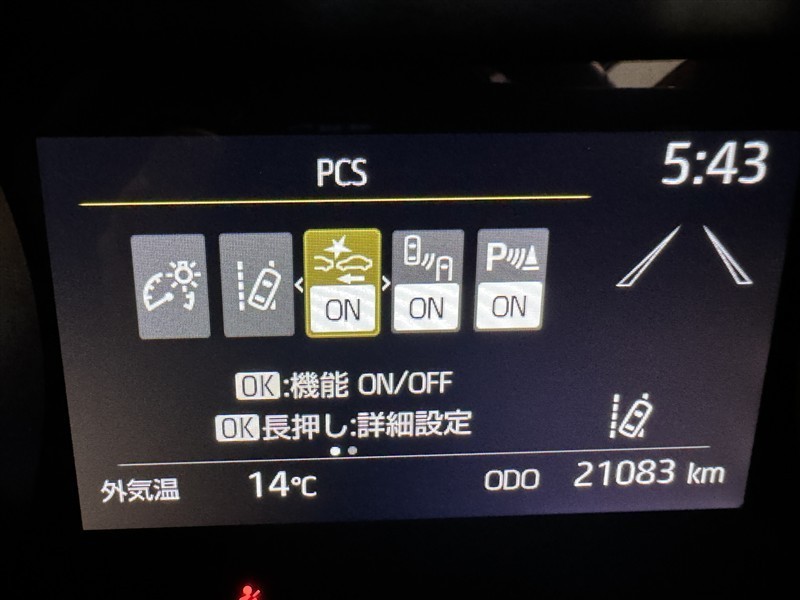 PCS
5:43
P
ON ON ON
OK:機能 ON/OFF
OK長押し:詳細設定
外気温 14℃ ODO 21083 km